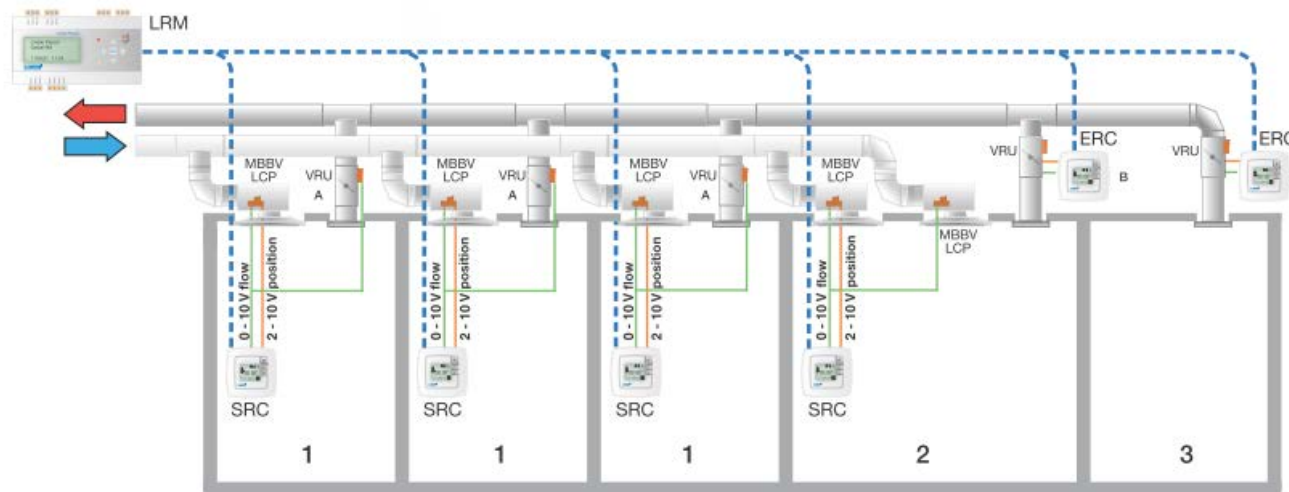 LRM
ERC
ERC
MBBV
LCP
VRU
A
MBBV
LCP
VRU
A
MBBV
LCP
VRU
A
MBBV
LCP
VRU
B
VRU
MBBV
LCP
0 - 10 V flow
2 - 10 V position
0 - 10 V flow
2 - 10 V position
0 - 10 V flow
2 - 10 V position
0 - 10 V flow
2 - 10 V position
SRC
SRC
SRC
SRC
1
1
1
2
3